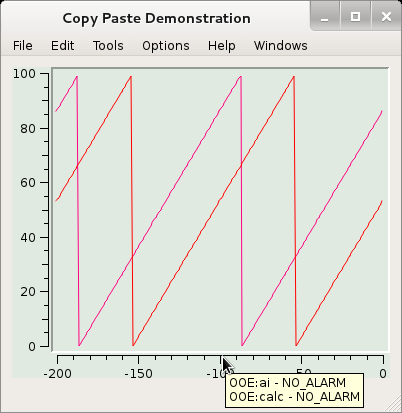 Copy Paste Demonstration
File Edit Tools Options Help Windows
100
80
60
40
20
0
-200 -150 -100 -50 0
OOE:ai - NO_ALARM
OOE:calc - NO_ALARM